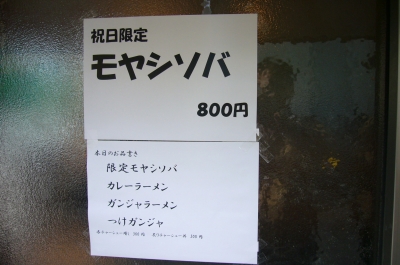 祝日限定
モヤシソバ
800円
本日のお品書き
限定モヤシソバ
カレーラーメン
ガンジャラーメン
つけガンジャ